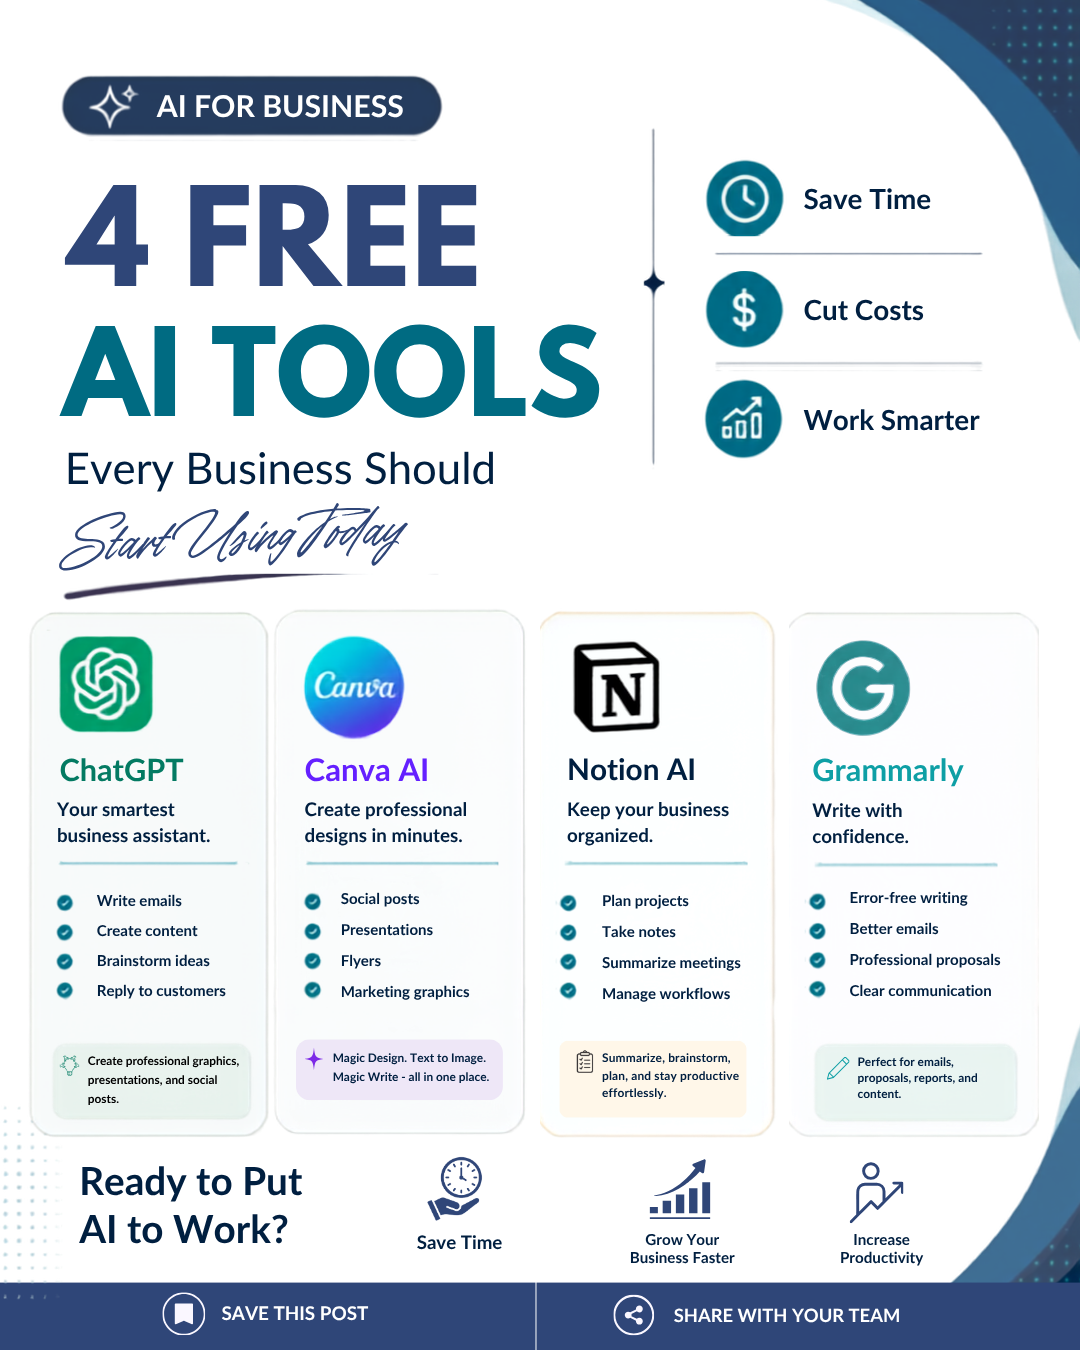 AI FOR BUSINESS
4 FREE
AI TOOLS
Every Business Should
Start Using Today
Save Time
$
Cut Costs
Work Smarter
ChatGPT
Your smartest
business assistant.
Write emails
Create content
Brainstorm ideas
Reply to customers
Create professional graphics,
presentations, and social
posts.
Canva
Canva AI
Create professional
designs in minutes.
Social posts
Presentations
Flyers
Marketing graphics
Magic Design. Text to Image.
Magic Write - all in one place.
N
Notion AI
Keep your business
organized.
Plan projects
Take notes
Summarize meetings
Manage workflows
Summarize, brainstorm,
plan, and stay productive
effortlessly.
G
Grammarly
Write with
confidence.
Error-free writing
Better emails
Professional proposals
Clear communication
Perfect for emails,
proposals, reports, and
content.
Ready to Put
AI to Work?
Save Time
Grow Your
Business Faster
Increase
Productivity
SAVE THIS POST
SHARE WITH YOUR TEAM